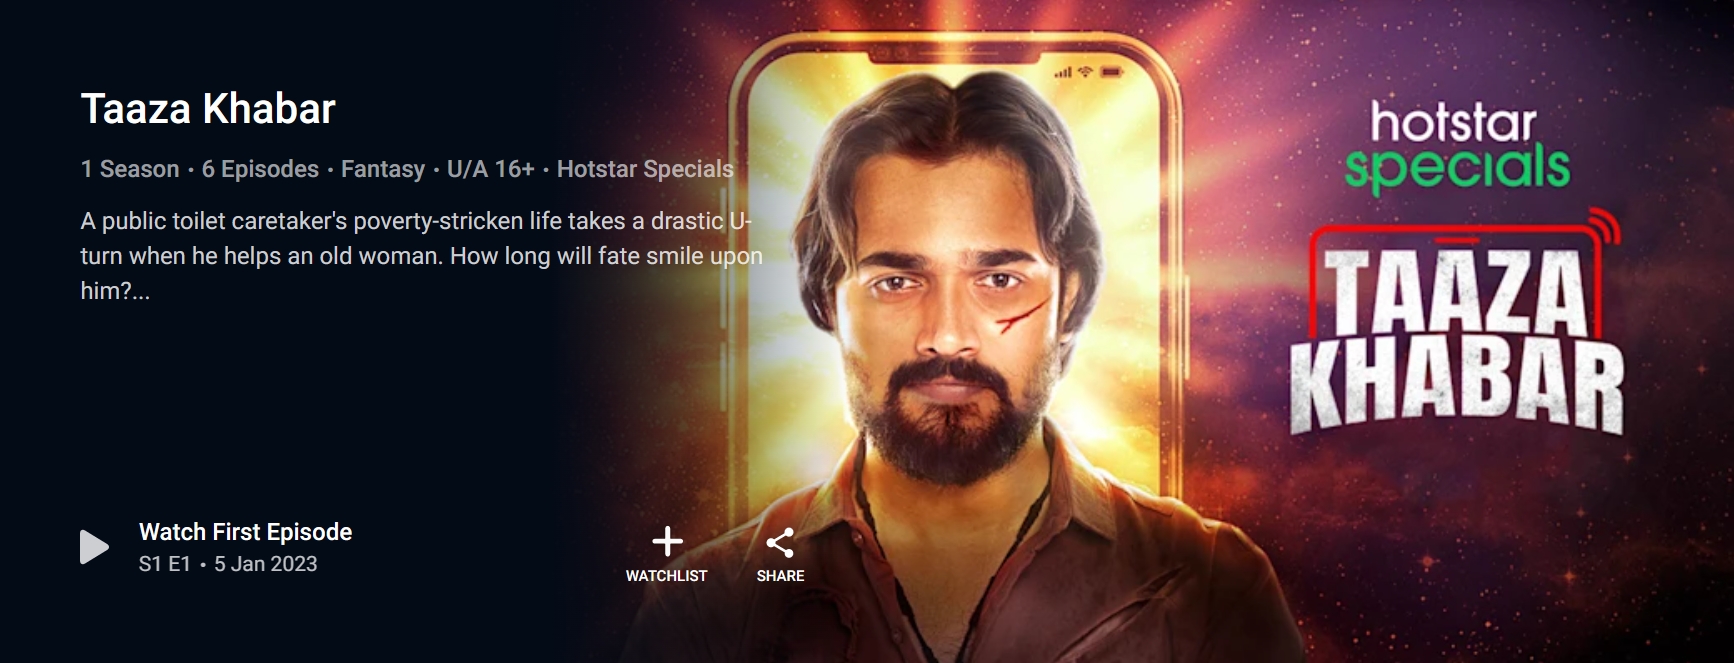 Taaza Khabar
1 Season • 6 Episodes • Fantasy • U/A 16+ • Hotstar Specials
A public toilet caretaker's poverty-stricken life takes a drastic U-
turn when he helps an old woman. How long will fate smile upon
him?...
Watch First Episode
S1 E1 • 5 Jan 2023
WATCHLIST
SHARE
hotstar
specials
TAAZA
KHABAR